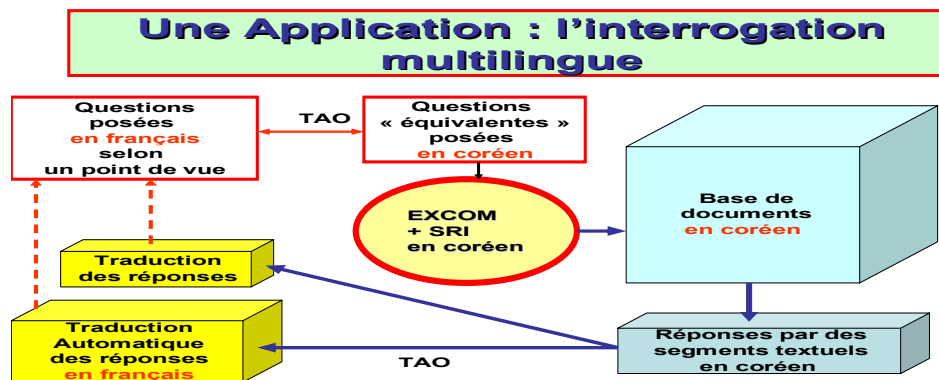 Une Application : l'interrogation
multilingue
Questions
posées
en français
selon
un point de vue
TAO
Questions
« équivalentes »
posées
en coréen
EXCOM
+ SRI
en coréen
Base de
documents
en coréen
Traduction
des réponses
Traduction
Automatique
des réponses
en français
TAO
Réponses par des
segments textuels
en coréen